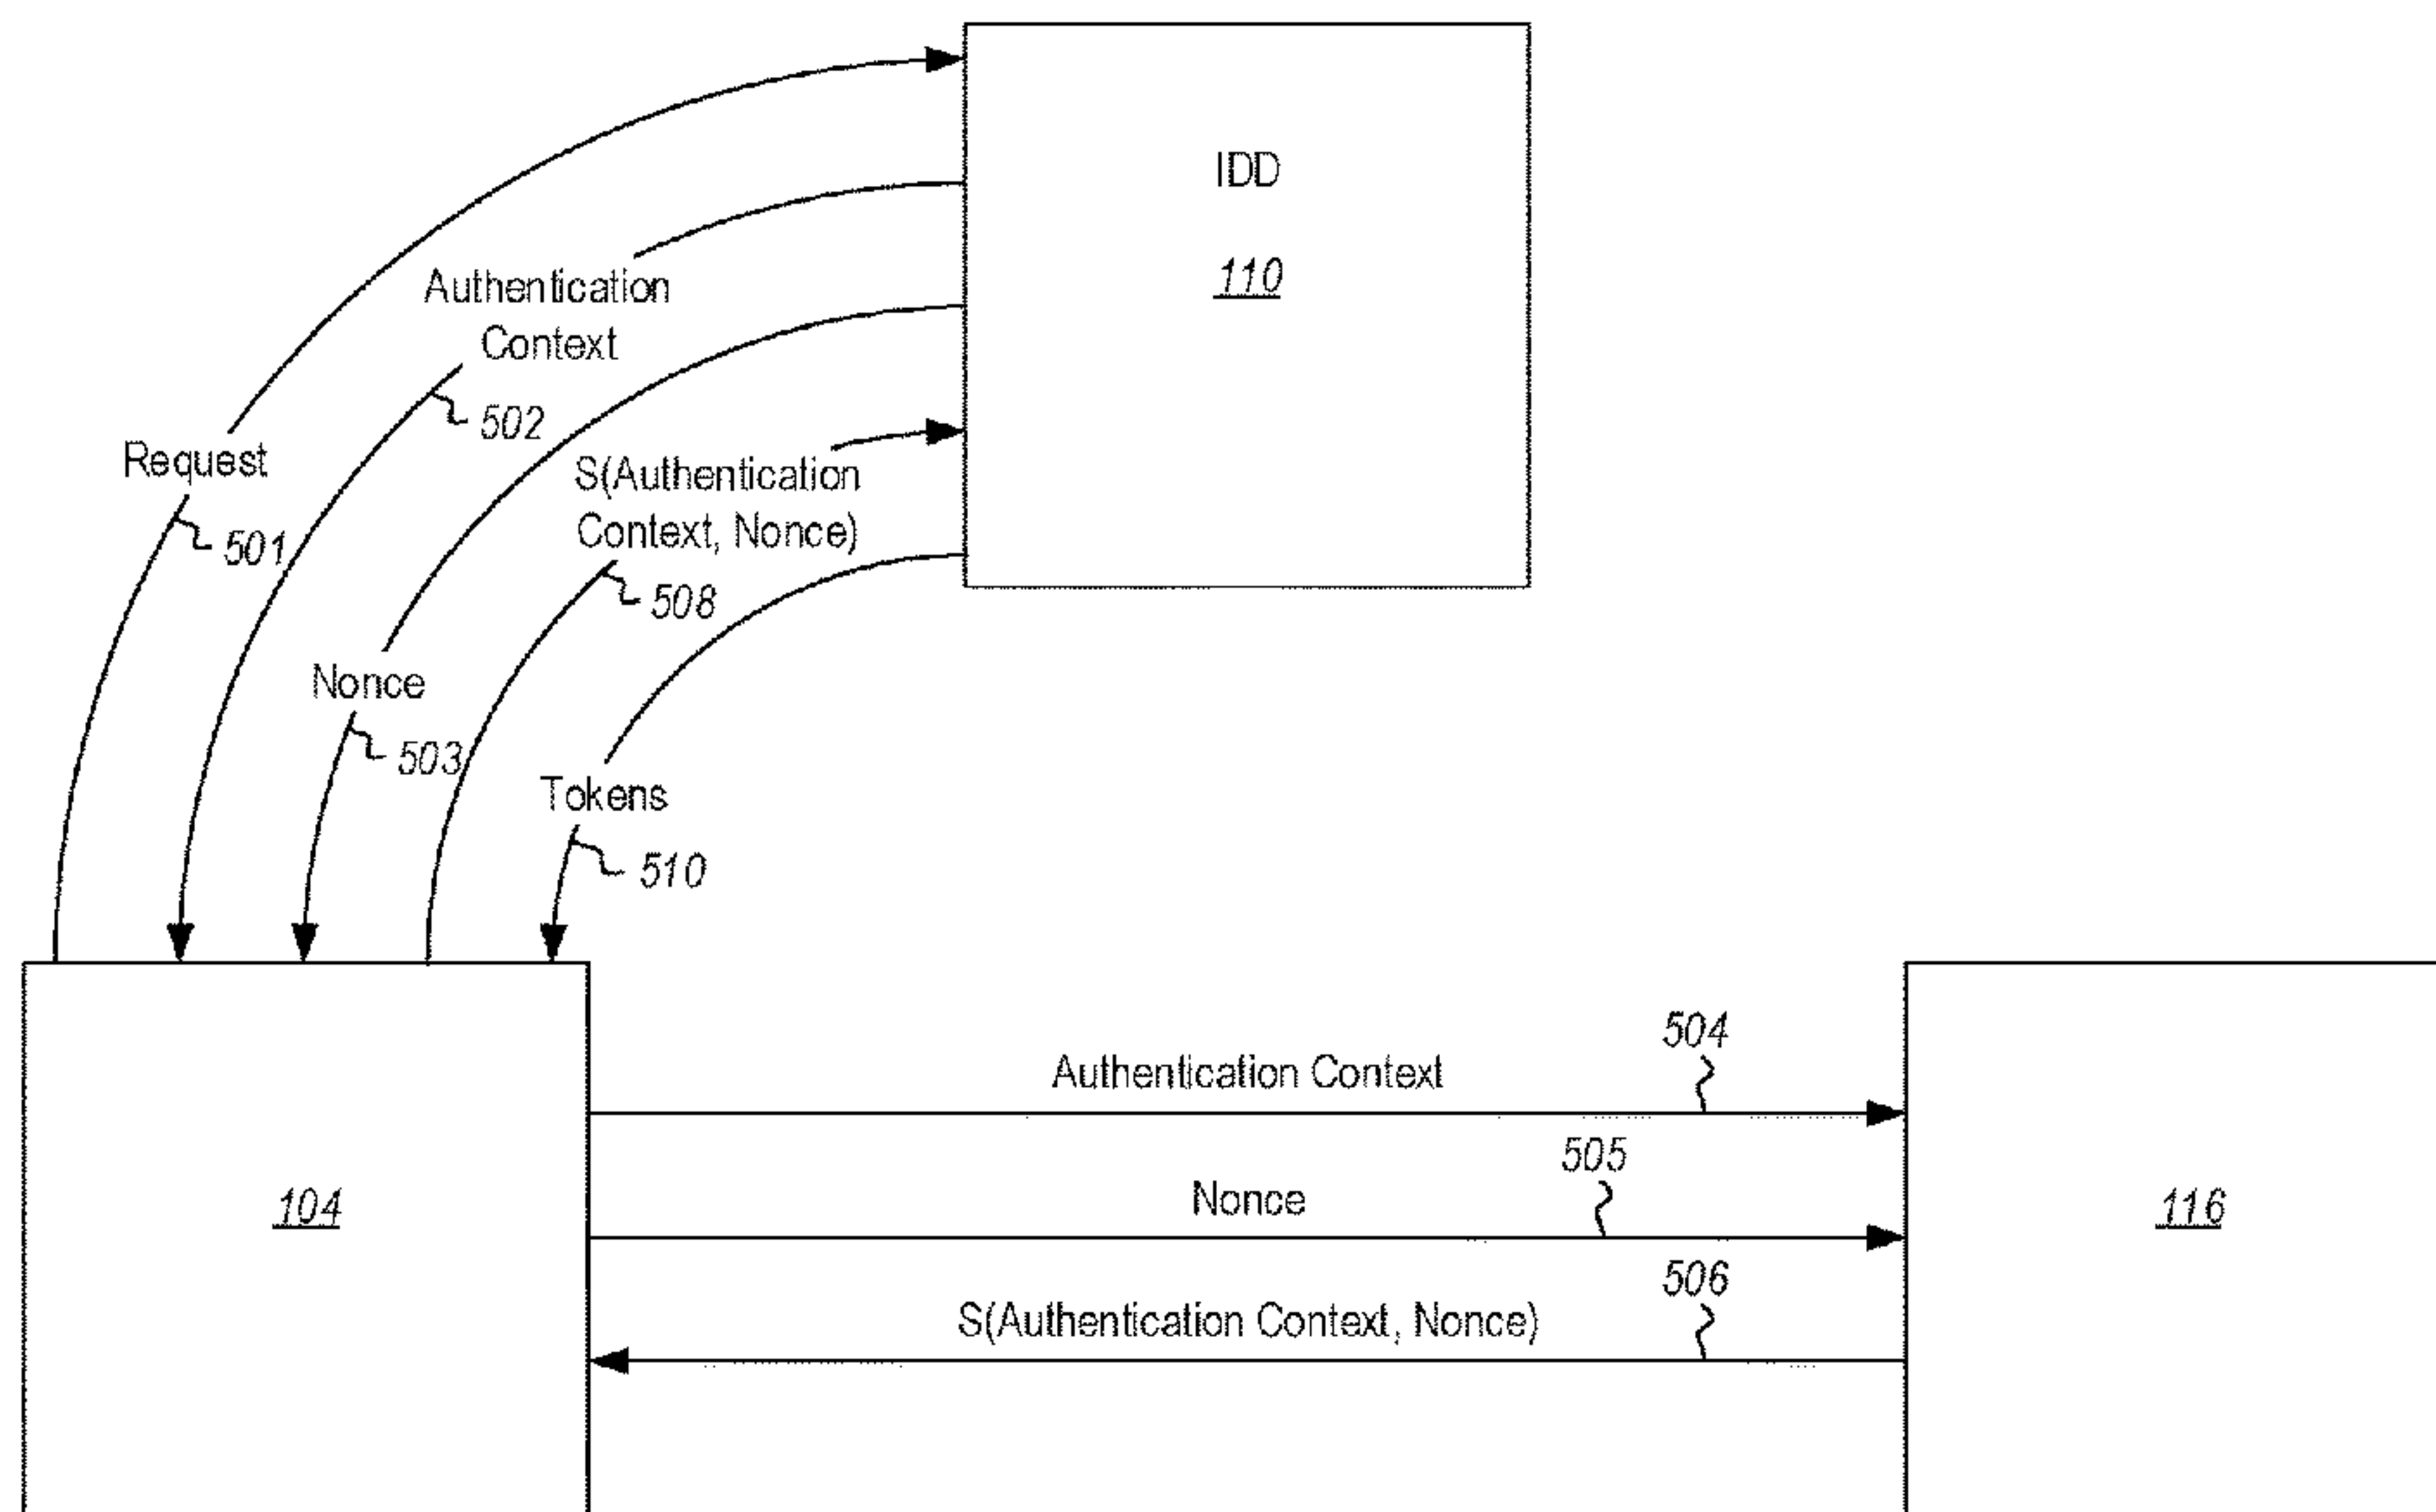 IDD
110
Authentication
Context
502
Request
501
S(Authentication
Context, Nonce)
508
Nonce
503
Tokens
510
504
Authentication Context
505
Nonce
104
116
506
S(Authentication Context, Nonce)